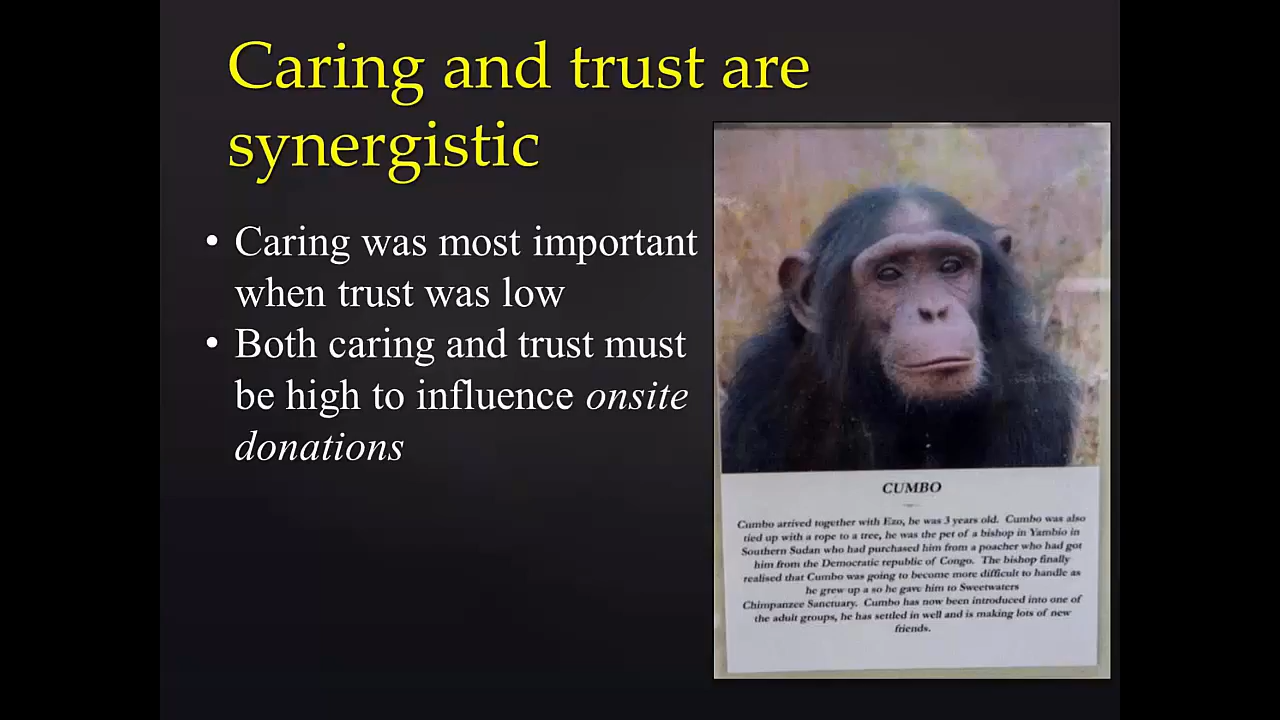 Caring and trust are
synergistic
• Caring was most important
when trust was low
• Both caring and trust must
be high to influence onsite
donations
CUMBO
Cumbo arrived together with Ezo, he was 3 years old. Cumbo was also
tied up with a rope to a tree, he was the pet of a bishop in Yambio in
Southern Sudan who had purchased him from a poacher who had got
him from the Democratic republic of Congo. The bishop finally
realised that Cumbo was going to become more difficult to handle as
he grew up a so he gave him to Sweetwaters
Chimpanzee Sanctuary. Cumbo has now been introduced into one of
the adult groups, he has settled in well and is making lots of new
friends.